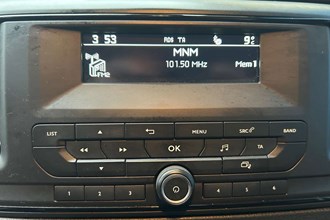 3 53 RDS TA 9°C
MNM
FM2 101.50 MHz Mem 1
LIST MENU SRC BAND
OK TA
1 2 3 4 5 6